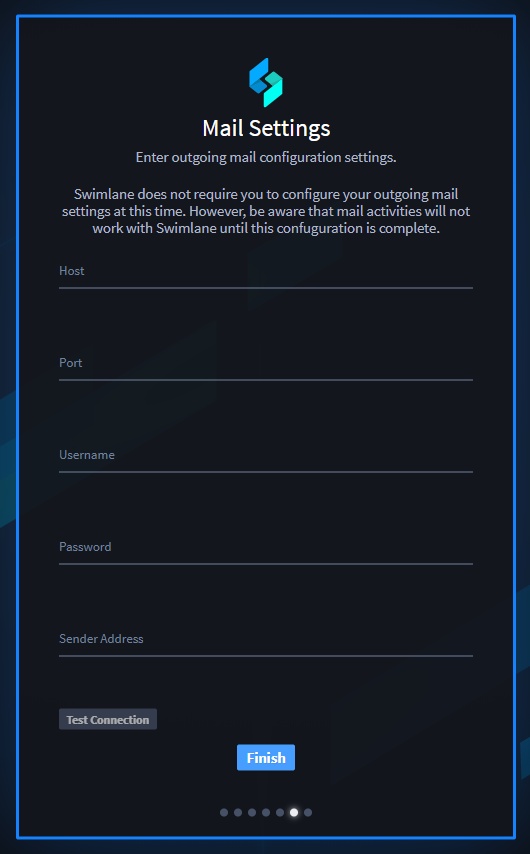 Mail Settings
Enter outgoing mail configuration settings.
Swimlane does not require you to configure your outgoing mail
settings at this time. However, be aware that mail activities will not
work with Swimlane until this confuguration is complete.
Host
Port
Username
Password
Sender Address
Test Connection
Finish